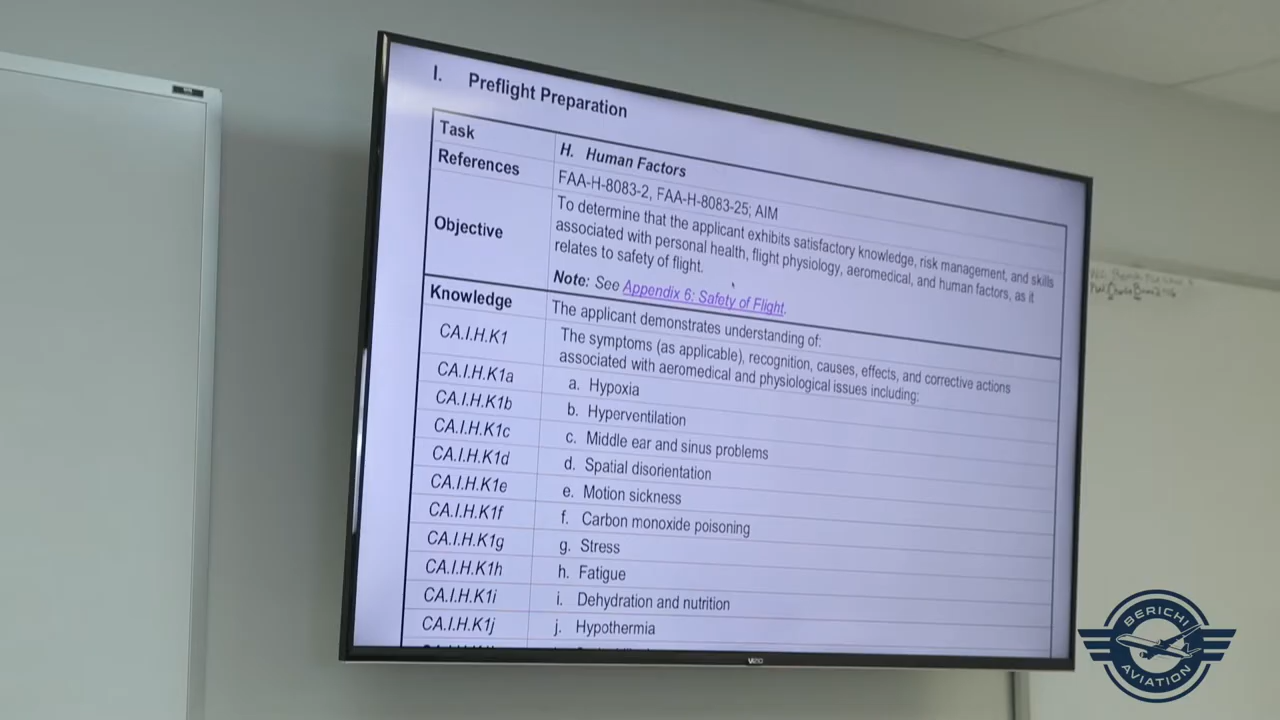 I. Preflight Preparation
Task H. Human Factors
References FAA-H-8083-2, FAA-H-8083-25; AIM
Objective To determine that the applicant exhibits satisfactory knowledge, risk management, and skills
associated with personal health, flight physiology, aeromedical, and human factors, as it
relates to safety of flight.
Note: See Appendix 6: Safety of Flight.
Knowledge The applicant demonstrates understanding of:
CA.I.H.K1 The symptoms (as applicable), recognition, causes, effects, and corrective actions
associated with aeromedical and physiological issues including:
CA.I.H.K1a a. Hypoxia
CA.I.H.K1b b. Hyperventilation
CA.I.H.K1c c. Middle ear and sinus problems
CA.I.H.K1d d. Spatial disorientation
CA.I.H.K1e e. Motion sickness
CA.I.H.K1f f. Carbon monoxide poisoning
CA.I.H.K1g g. Stress
CA.I.H.K1h h. Fatigue
CA.I.H.K1i i. Dehydration and nutrition
CA.I.H.K1j j. Hypothermia
VIZIO
BERICHI
AVIATION